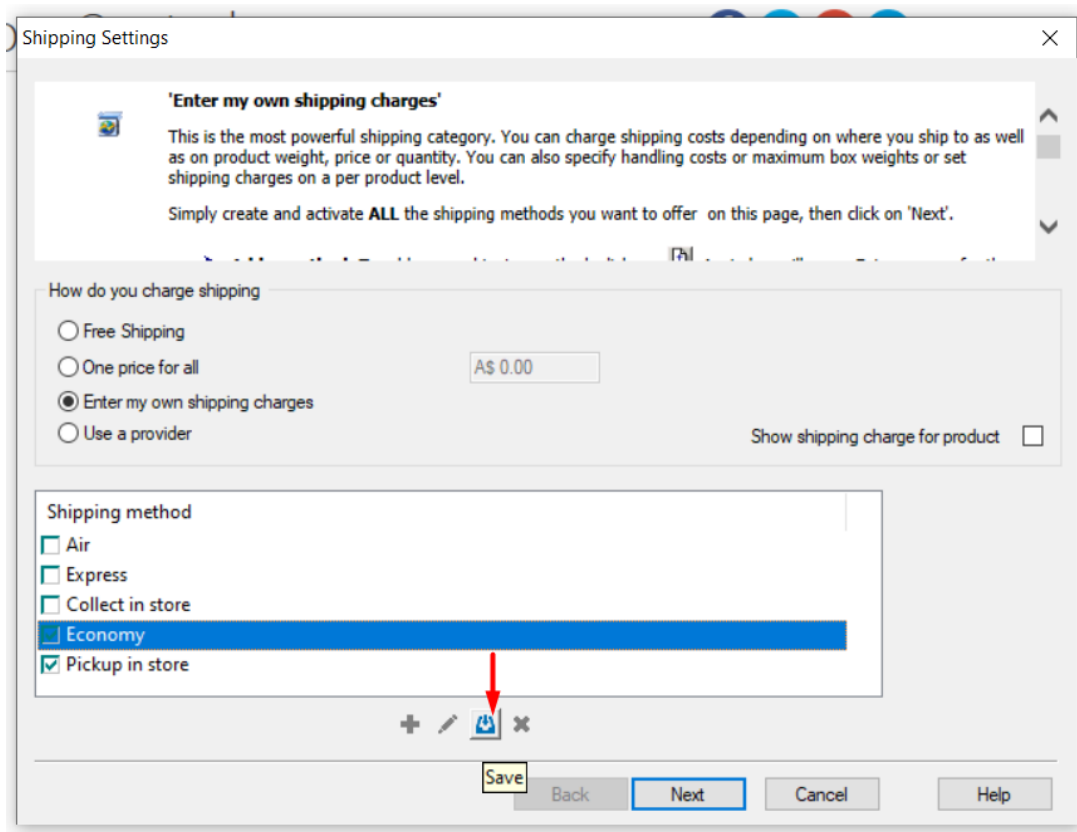 Shipping Settings
'Enter my own shipping charges'
This is the most powerful shipping category. You can charge shipping costs depending on where you ship to as well
as on product weight, price or quantity. You can also specify handling costs or maximum box weights or set
shipping charges on a per product level.
Simply create and activate ALL the shipping methods you want to offer on this page, then click on 'Next'.
How do you charge shipping
Free Shipping
One price for all
A$ 0.00
Enter my own shipping charges
Use a provider
Show shipping charge for product
Shipping method
Air
Express
Collect in store
Economy
Pickup in store
Save
Back
Next
Cancel
Help